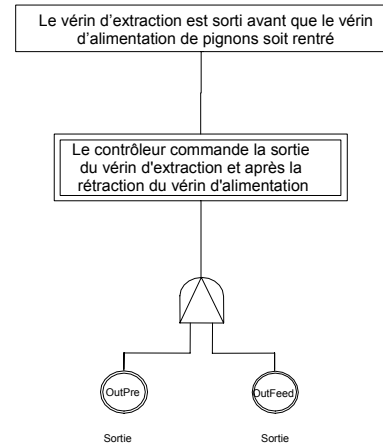 Le vérin d'extraction est sorti avant que le vérin
d'alimentation de pignons soit rentré
Le contrôleur commande la sortie
du vérin d'extraction et après la
rétraction du vérin d'alimentation
OutPre
OutFeed
Sortie
Sortie